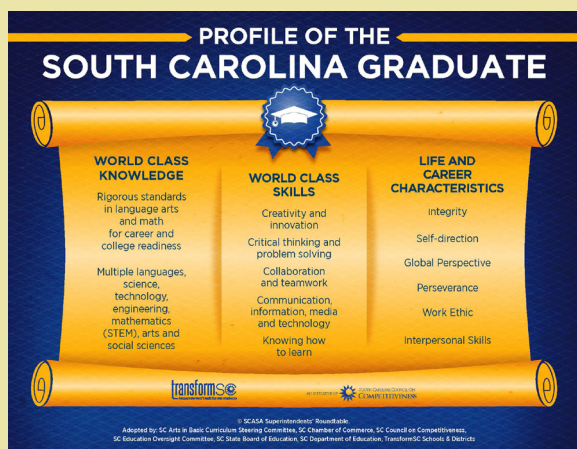 PROFILE OF THE
SOUTH CAROLINA GRADUATE
WORLD CLASS
KNOWLEDGE
Rigorous standards
in language arts
and math
for career and
college readiness
Multiple languages,
science,
technology,
engineering,
mathematics
(STEM), arts and
social sciences
WORLD CLASS
SKILLS
Creativity and
innovation
Critical thinking and
problem solving
Collaboration
and teamwork
Communication,
information, media
and technology
Knowing how
to learn
LIFE AND
CAREER
CHARACTERISTICS
Integrity
Self-direction
Global Perspective
Perseverance
Work Ethic
Interpersonal Skills
transformSC
SOUTH CAROLINA COUNCIL ON
COMPETITIVENESS
© SCASA Superintendents' Roundtable.
Adopted by: SC Arts in Basic Curriculum Steering Committee, SC Chamber of Commerce, SC Council on Competitiveness,
SC Education Oversight Committee, SC State Board of Education, SC Department of Education, TransformSC Schools & Districts